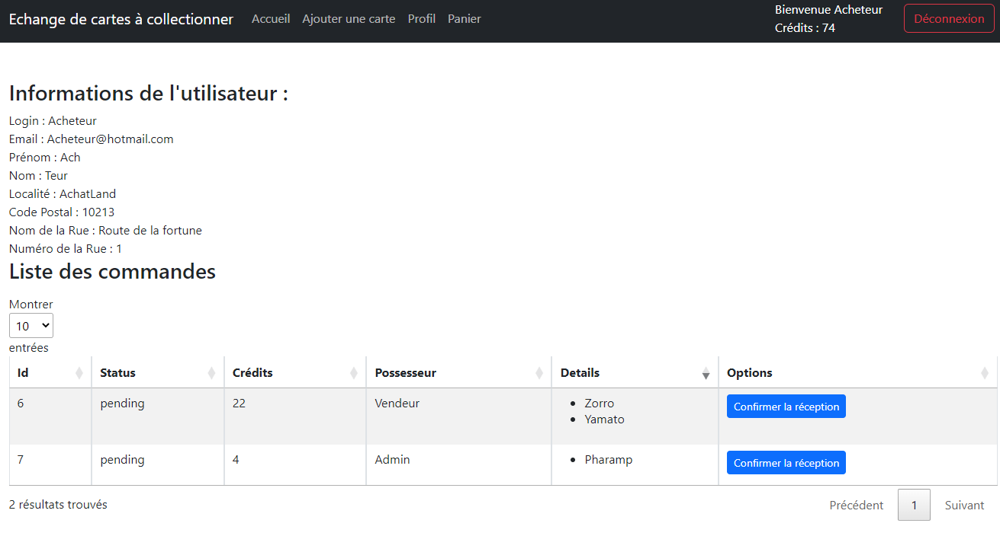 Echange de cartes à collectionner Accueil Ajouter une carte Profil Panier
Bienvenue Acheteur
Crédits : 74
Déconnexion
Informations de l'utilisateur :
Login : Acheteur
Email : Acheteur@hotmail.com
Prénom : Ach
Nom : Teur
Localité : AchatLand
Code Postal : 10213
Nom de la Rue : Route de la fortune
Numéro de la Rue : 1
Liste des commandes
Montrer
10
entrées
Id Status Crédits Possesseur Details Options
6 pending 22 Vendeur • Zorro Confirmer la réception
• Yamato
7 pending 4 Admin • Pharamp Confirmer la réception
2 résultats trouvés Précédent 1 Suivant